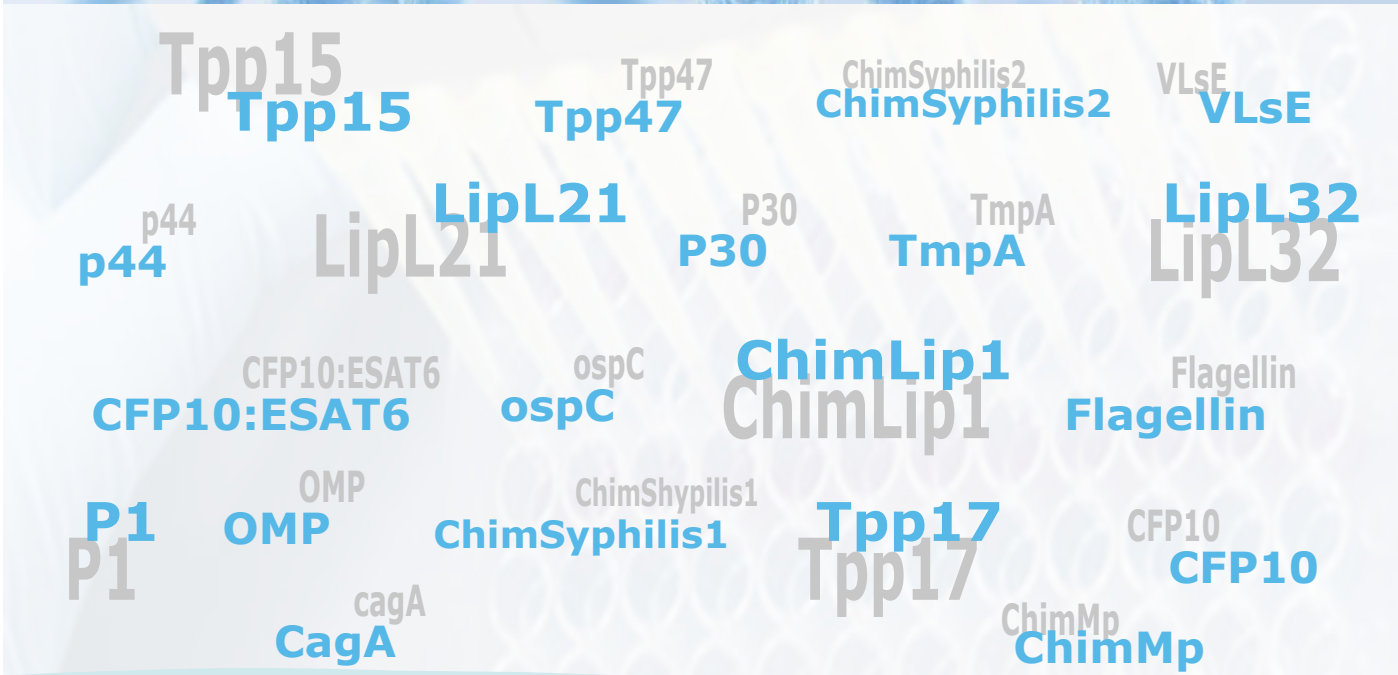 Tpp15
Tpp15
Tpp47
Tpp47
ChimSyphilis2
ChimSyphilis2
VLsE
VLsE
p44
p44
LipL21
LipL21
P30
P30
TmpA
TmpA
LipL32
LipL32
CFP10:ESAT6
CFP10:ESAT6
ospC
ospC
ChimLip1
ChimLip1
Flagellin
Flagellin
P1
P1
OMP
OMP
ChimShypilis1
ChimSyphilis1
Tpp17
Tpp17
CFP10
CFP10
cagA
CagA
ChimMp
ChimMp